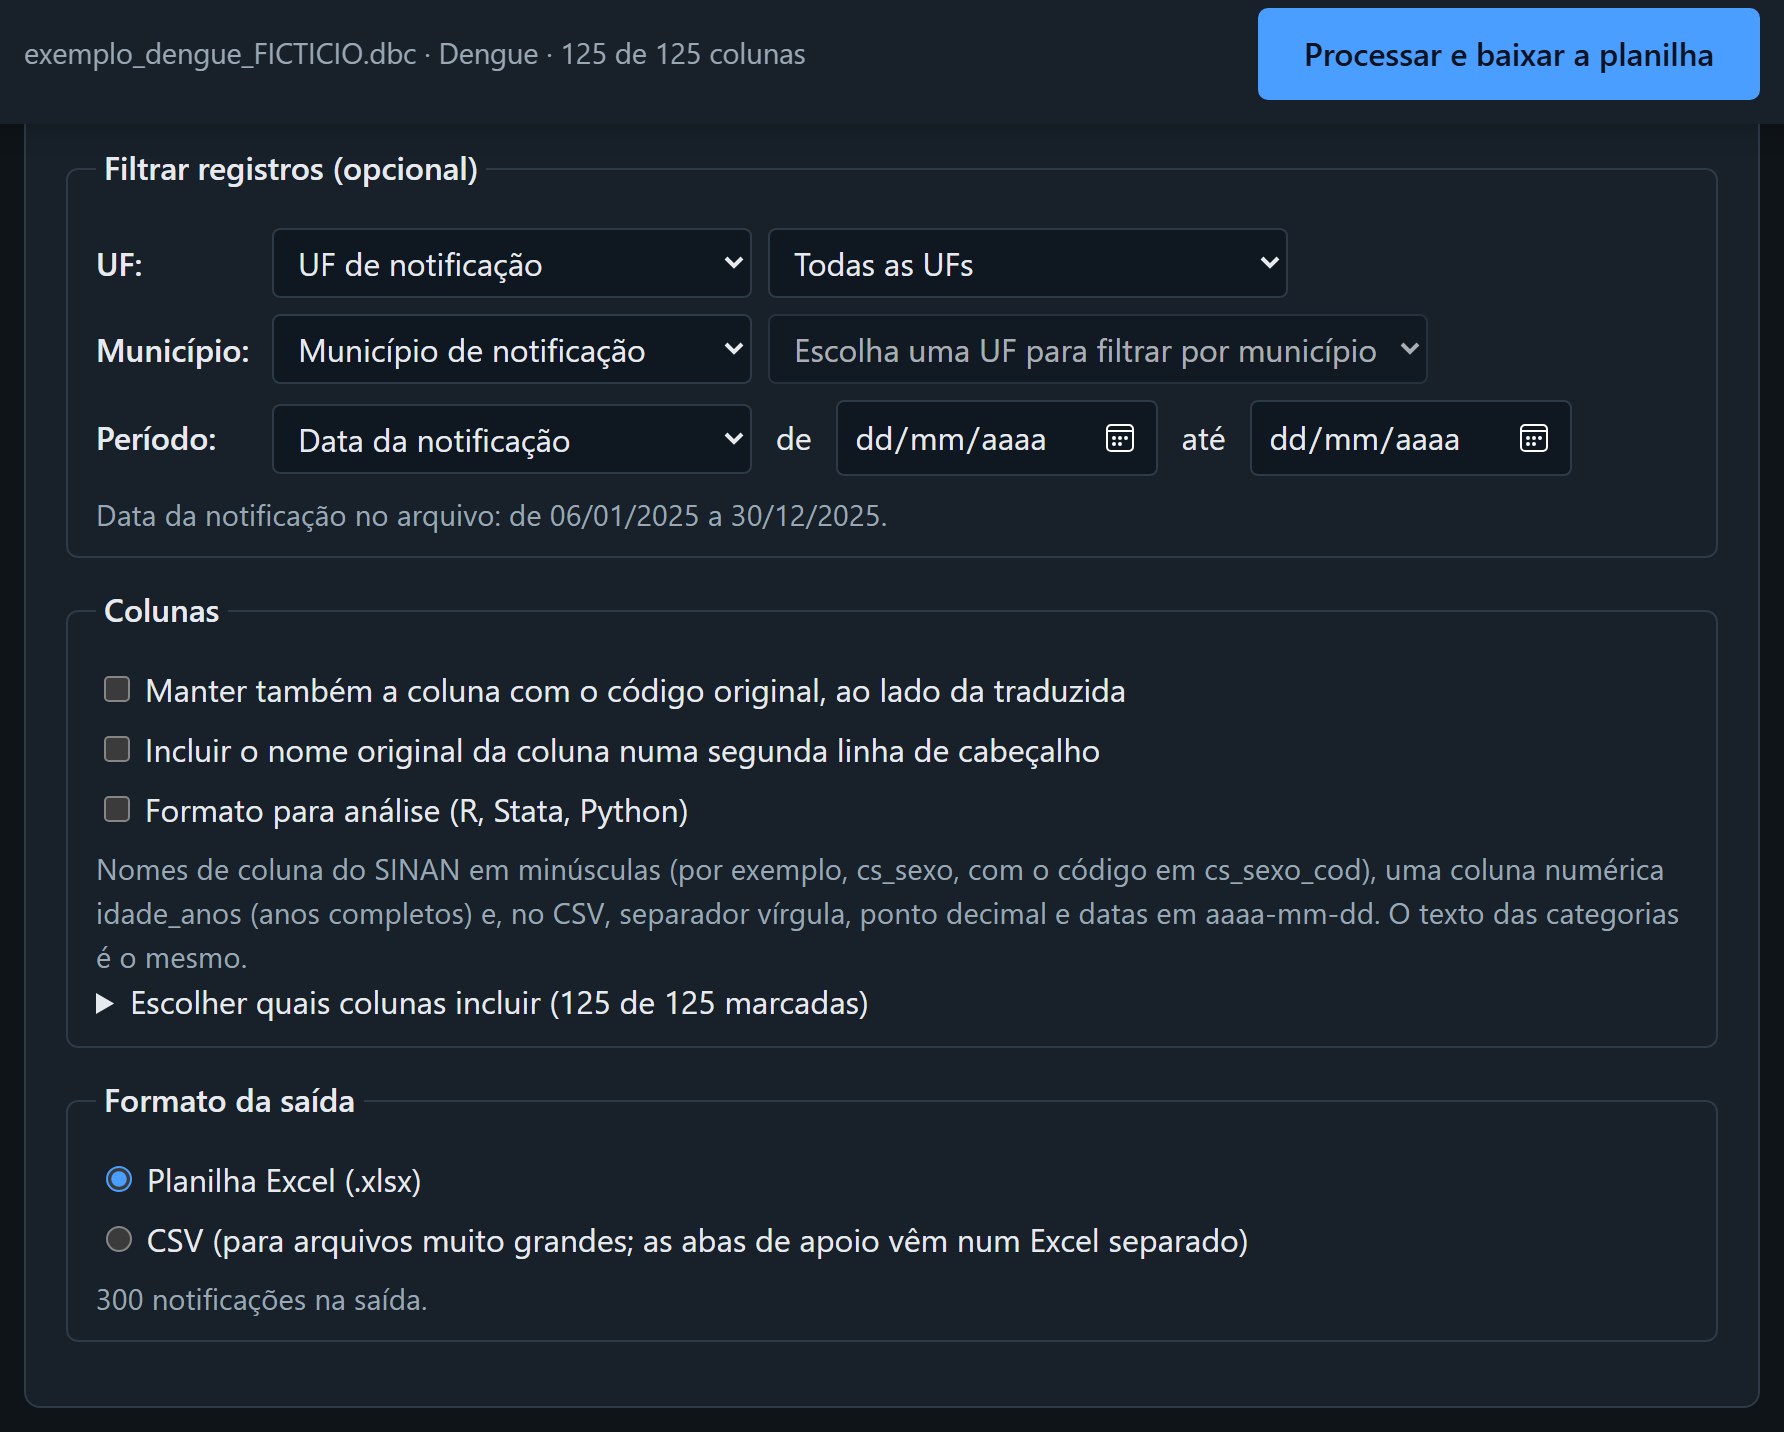 exemplo_dengue_FICTICIO.dbc · Dengue · 125 de 125 colunas
Processar e baixar a planilha
Filtrar registros (opcional)
UF: UF de notificação Todas as UFs
Município: Município de notificação Escolha uma UF para filtrar por município
Período: Data da notificação de dd/mm/aaaa até dd/mm/aaaa
Data da notificação no arquivo: de 06/01/2025 a 30/12/2025.
Colunas
Manter também a coluna com o código original, ao lado da traduzida
Incluir o nome original da coluna numa segunda linha de cabeçalho
Formato para análise (R, Stata, Python)
Nomes de coluna do SINAN em minúsculas (por exemplo, cs_sexo, com o código em cs_sexo_cod), uma coluna numérica
idade_anos (anos completos) e, no CSV, separador vírgula, ponto decimal e datas em aaaa-mm-dd. O texto das categorias
é o mesmo.
Escolher quais colunas incluir (125 de 125 marcadas)
Formato da saída
Planilha Excel (.xlsx)
CSV (para arquivos muito grandes; as abas de apoio vêm num Excel separado)
300 notificações na saída.